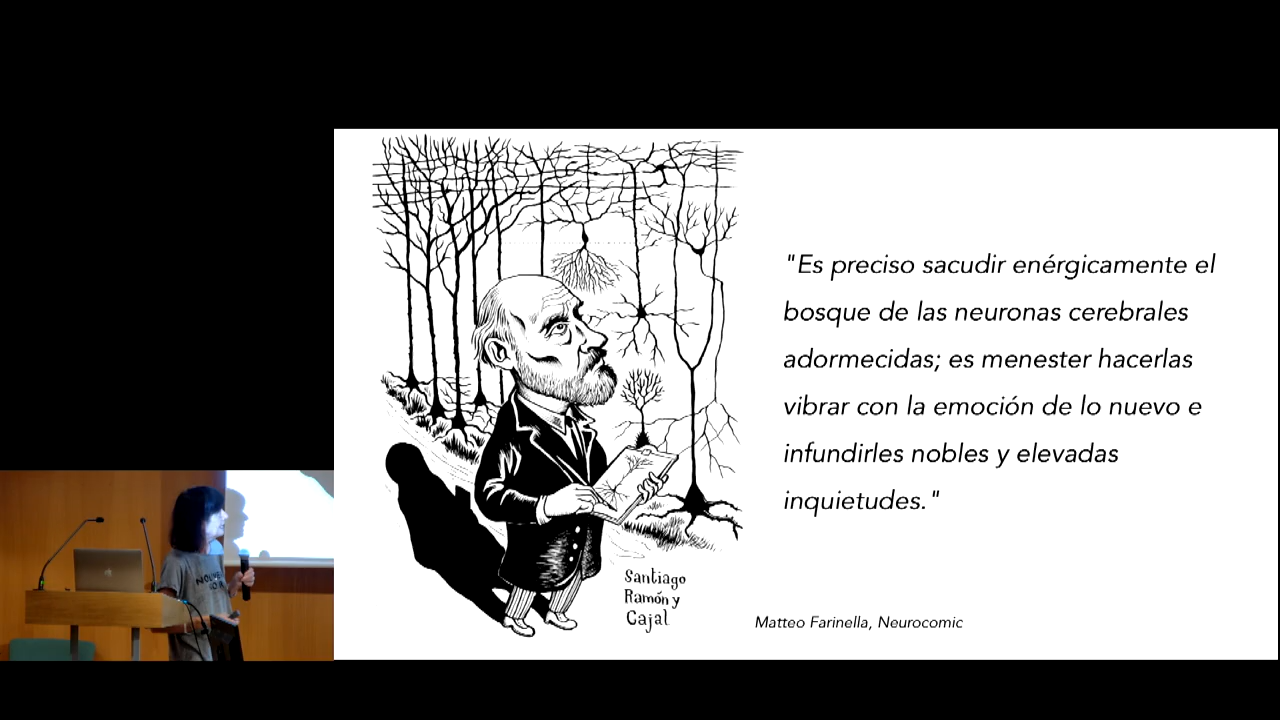 "Es preciso sacudir enérgicamente el
bosque de las neuronas cerebrales
adormecidas; es menester hacerlas
vibrar con la emoción de lo nuevo e
infundirles nobles y elevadas
inquietudes."
Santiago
Ramón y
Cajal
Matteo Farinella, Neurocomic